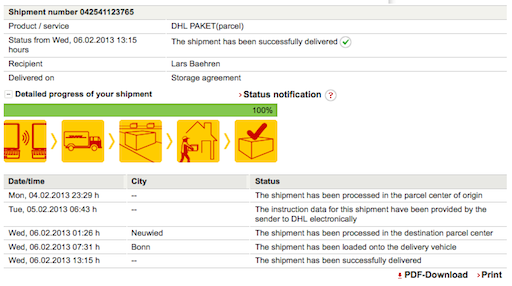 Shipment number 042541123765
Product / service DHL PAKET(parcel)
Status from Wed, 06.02.2013 13:15 hours The shipment has been successfully delivered
Recipient Lars Baehren
Delivered on Storage agreement
Detailed progress of your shipment Status notification ?
100%
Date/time City Status
Mon, 04.02.2013 23:29 h -- The shipment has been processed in the parcel center of origin
Tue, 05.02.2013 06:43 h -- The instruction data for this shipment have been provided by the
sender to DHL electronically
Wed, 06.02.2013 01:26 h Neuwied The shipment has been processed in the destination parcel center
Wed, 06.02.2013 07:31 h Bonn The shipment has been loaded onto the delivery vehicle
Wed, 06.02.2013 13:15 h -- The shipment has been successfully delivered
PDF-Download Print